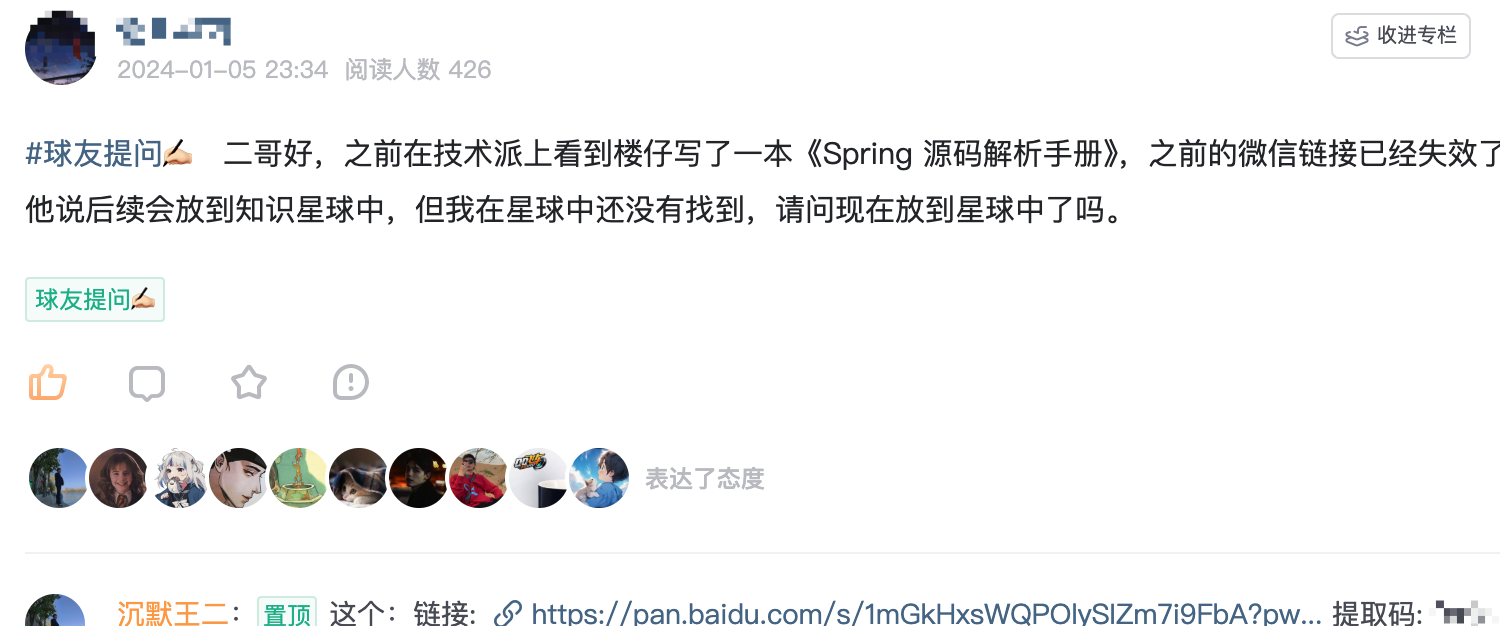 收进专栏
2024-01-05 23:34 阅读人数 426
#球友提问✍🏻 二哥好，之前在技术派上看到楼仔写了一本《Spring 源码解析手册》，之前的微信链接已经失效了
他说后续会放到知识星球中，但我在星球中还没有找到，请问现在放到星球中了吗。
球友提问✍🏻
表达了态度
沉默王二： 置顶 这个：链接: https://pan.baidu.com/s/1mGkHxsWQPOlySlZm7i9FbA?pw... 提取码: